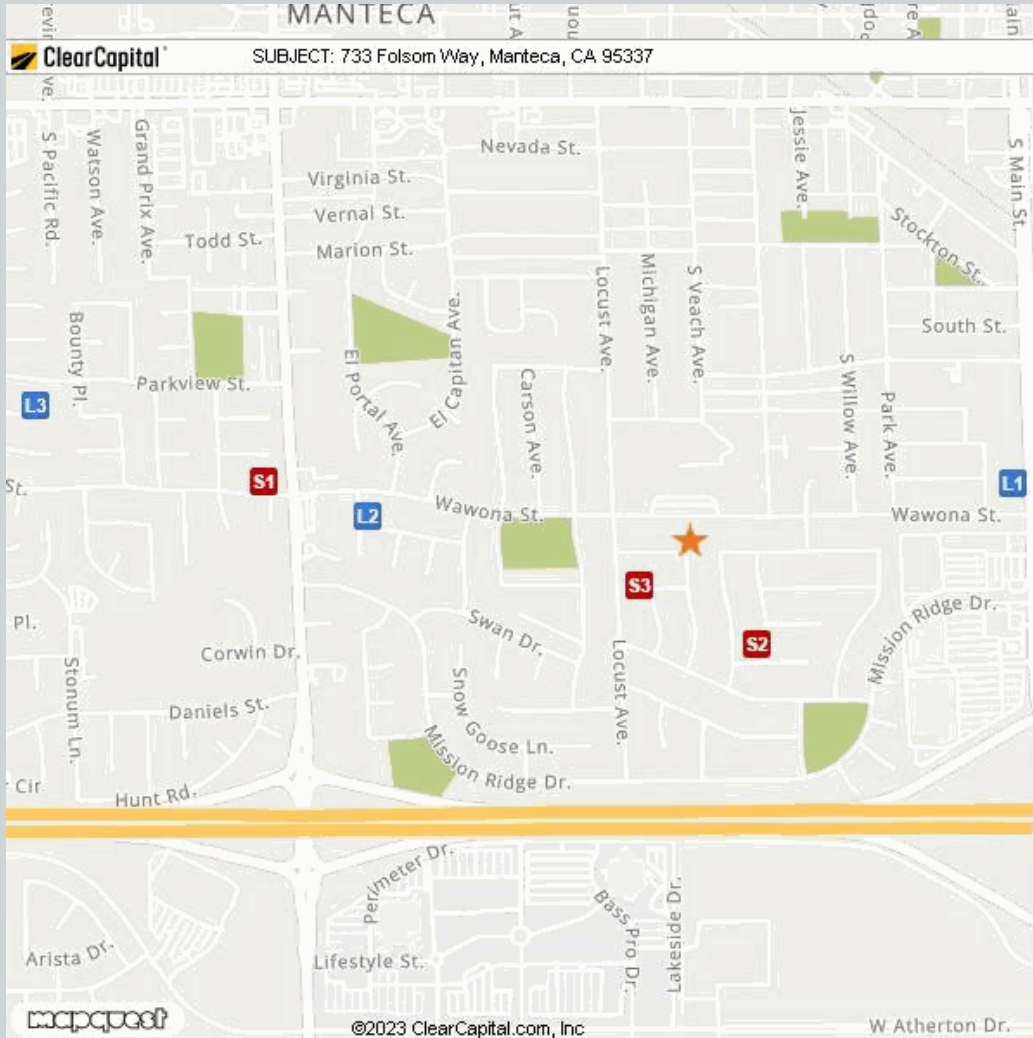 MANTECA
ClearCapital
SUBJECT: 733 Folsom Way, Manteca, CA 95337
ve.
S Pacific Rd.
Watson Ave.
Grand Prix Ave.
Nevada St.
Virginia St.
Vernal St.
Marion St.
Todd St.
Jessie Ave.
S Main St.
Stockton St.
Locust Ave.
Michigan Ave.
S Veach Ave.
South St.
Bounty Pl.
Parkview St.
El Portal Ave.
El Capitan Ave.
Carson Ave.
S Willow Ave.
Park Ave.
L3
S1
L2
L1
St.
Wawona St.
Wawona St.
S3
S2
Pl.
Corwin Dr.
Swan Dr.
Locust Ave.
Mission Ridge Dr.
Stonum Ln.
Daniels St.
Snow Goose Ln.
Mission Ridge Dr.
Cir
Hunt Rd.
Perimeter Dr.
Bass Pro Dr.
Lakeside Dr.
Arista Dr.
Lifestyle St.
mapquest
©2023 ClearCapital.com, Inc
W Atherton Dr.